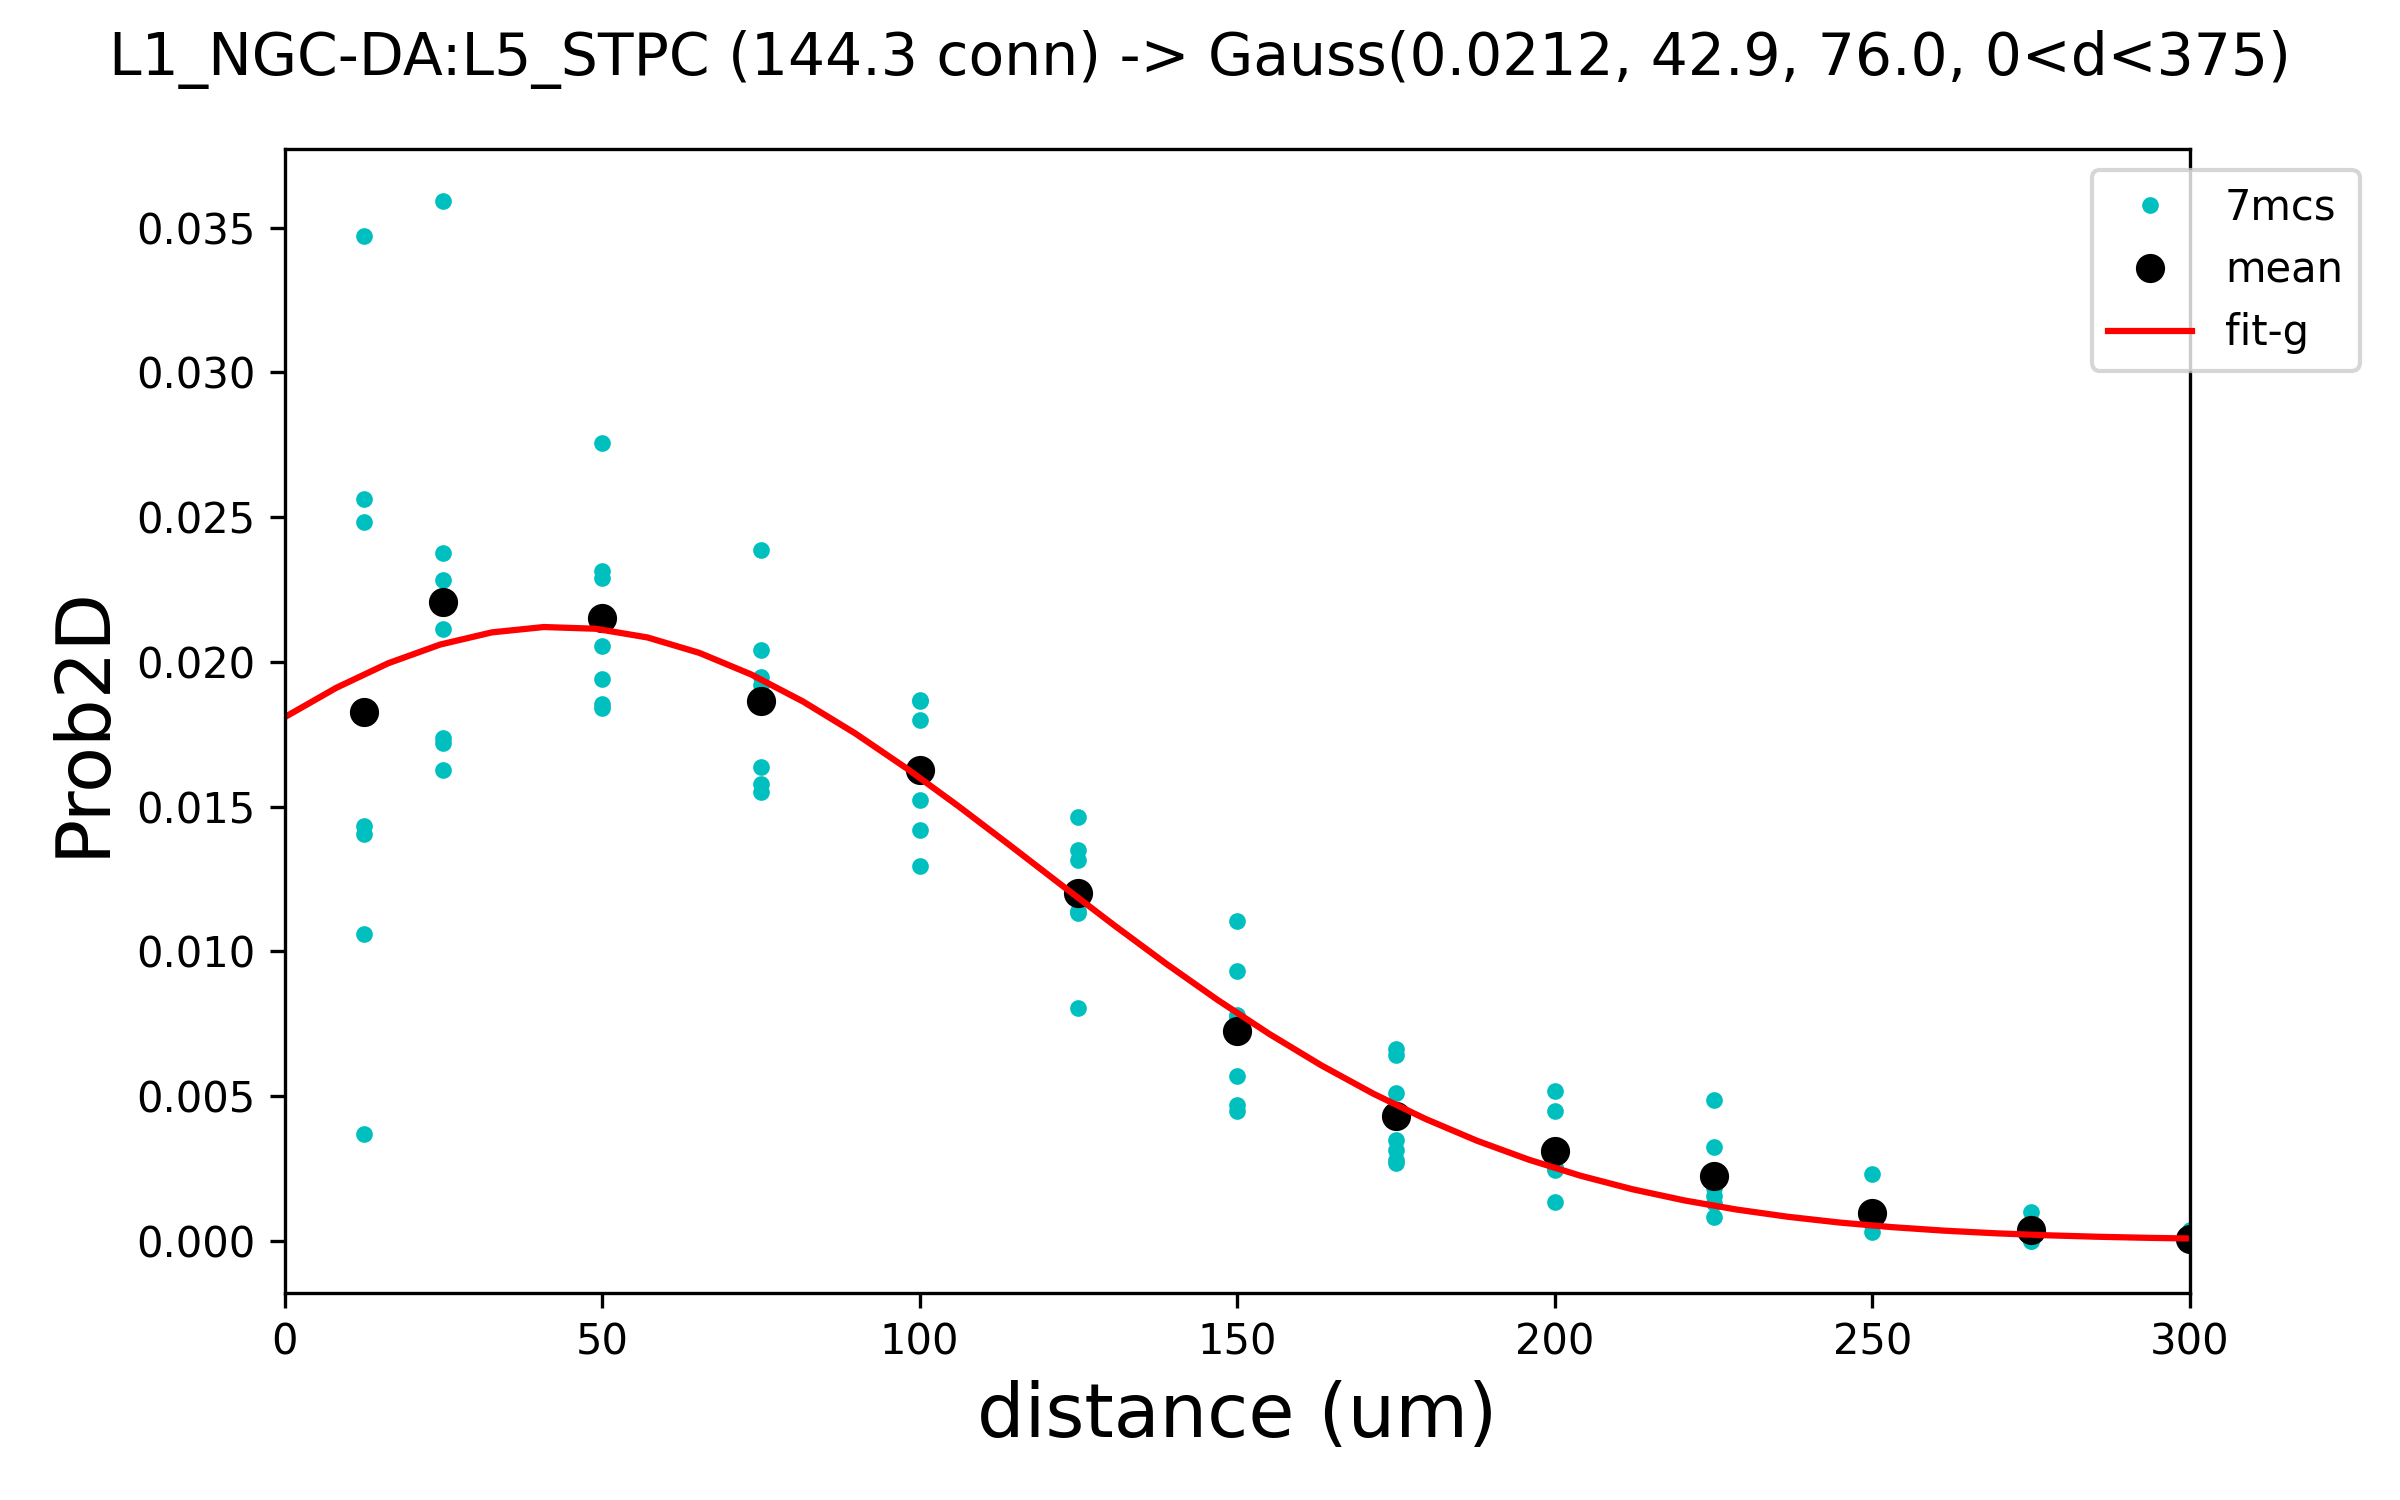 L1_NGC-DA:L5_STPC (144.3 conn) -> Gauss(0.0212, 42.9, 76.0, 0<d<375)
7mcs
mean
fit-g
0.035
0.030
0.025
0.020
0.015
0.010
0.005
0.000
Prob2D
0 50 100 150 200 250 300
distance (um)